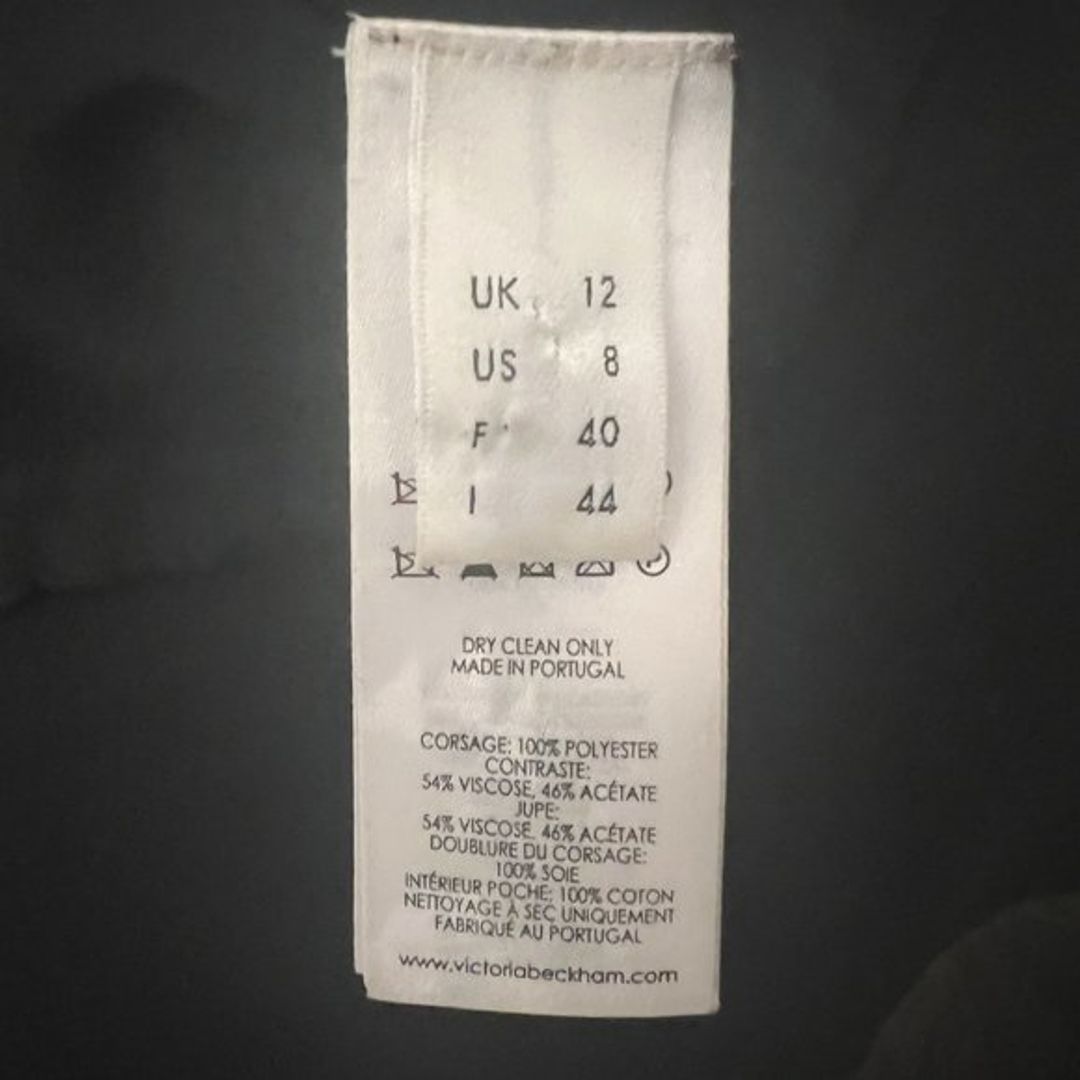 UK 12
US 8
F 40
I 44
DRY CLEAN ONLY
MADE IN PORTUGAL
CORSAGE: 100% POLYESTER
CONTRASTE:
54% VISCOSE, 46% ACÉTATE
JUPE:
54% VISCOSE, 46% ACÉTATE
DOUBLURE DU CORSAGE:
100% SOIE
INTÉRIEUR POCHE: 100% COTON
NETTOYAGE À SEC UNIQUEMENT
FABRIQUÉ AU PORTUGAL
www.victoriabeckham.com